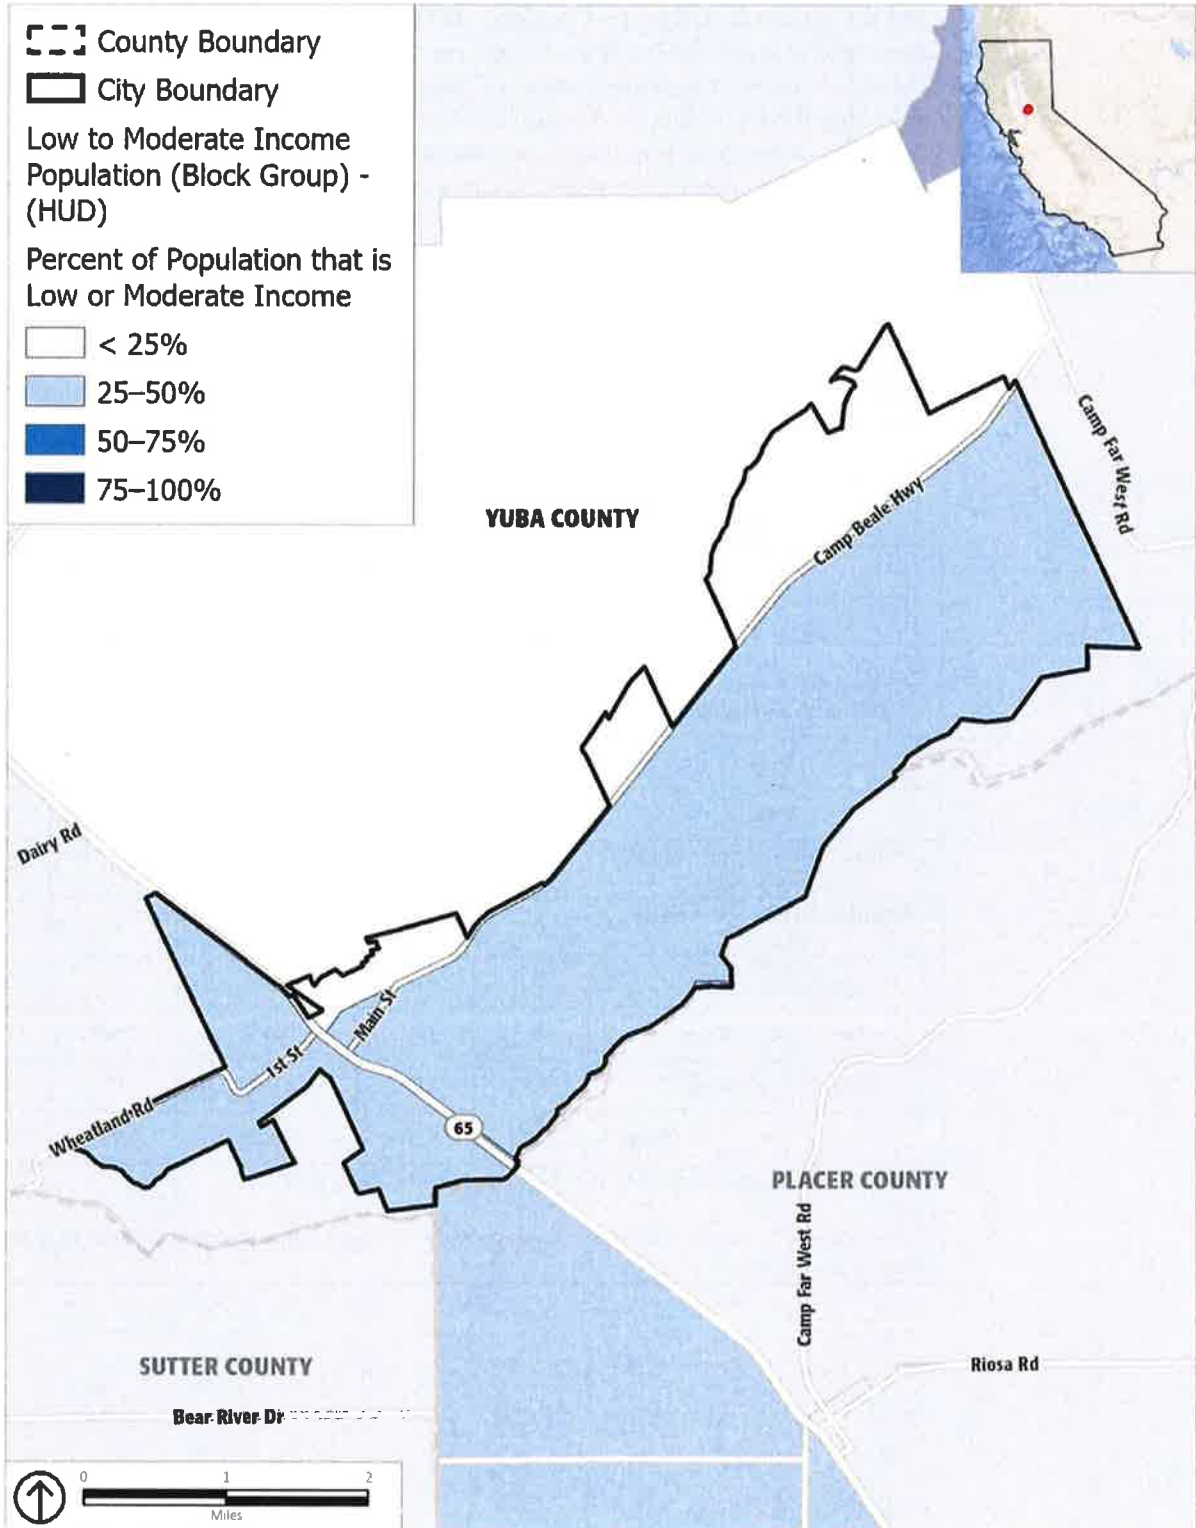 County Boundary
City Boundary
Low to Moderate Income
Population (Block Group) -
(HUD)
Percent of Population that is
Low or Moderate Income
< 25%
25–50%
50–75%
75–100%
YUBA COUNTY
Camp Far West Rd
Camp Beale Hwy
Dairy Rd
Main St
1st St
Wheatland Rd
65
PLACER COUNTY
Camp Far West Rd
SUTTER COUNTY
Riosa Rd
Bear River Dr
0 1 2
Miles